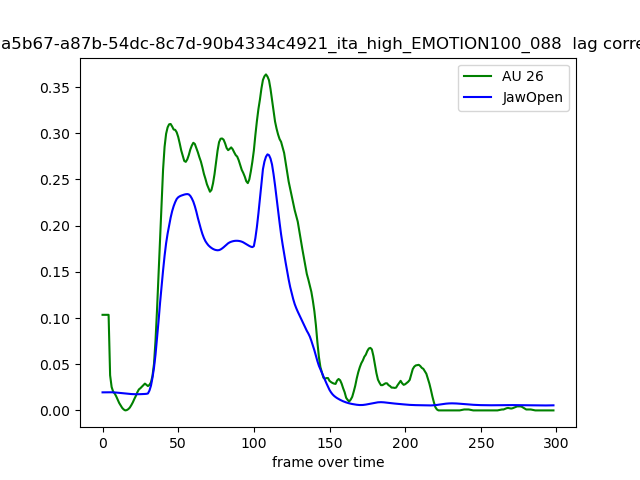 a5b67-a87b-54dc-8c7d-90b4334c4921_ita_high_EMOTION100_088 lag corre
AU 26
JawOpen
0.35
0.30
0.25
0.20
0.15
0.10
0.05
0.00
0 50 100 150 200 250 300
frame over time